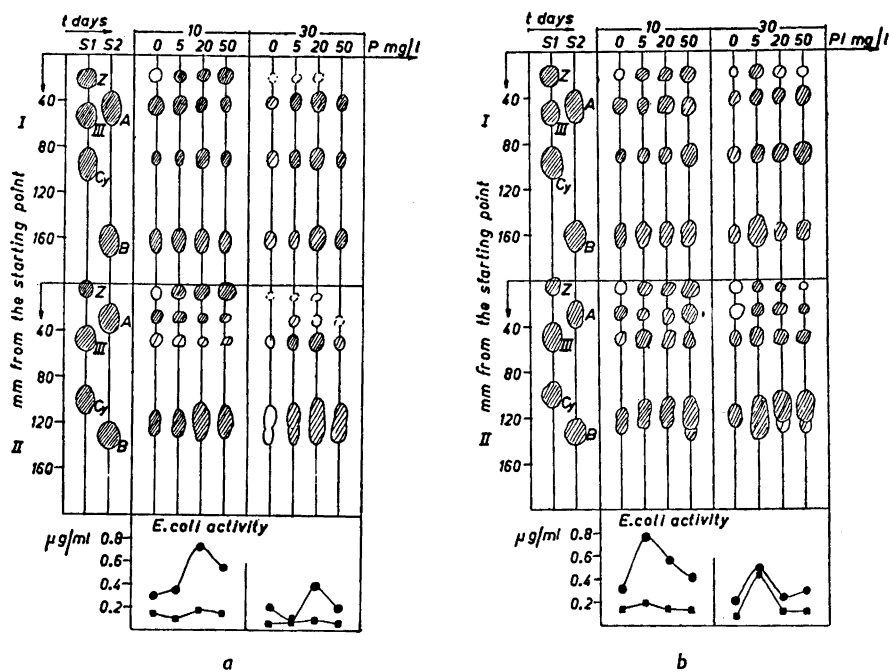 t days
10
30
S1 S2
0 5 20 50
0 5 20 50
P mg/l
mm from the starting point
I
40
80
120
160
Z
III
A
Cy
B
II
40
80
120
160
Z
A
III
Cy
B
E.coli activity
µg/ml
0.8
0.6
0.4
0.2
a
t days
10
30
S1 S2
0 5 20 50
0 5 20 50
Pl mg/l
mm from the starting point
I
40
80
120
160
Z
A
III
Cy
B
II
40
80
120
160
Z
A
III
Cy
B
E.coli activity
µg/ml
0.8
0.6
0.4
0.2
b